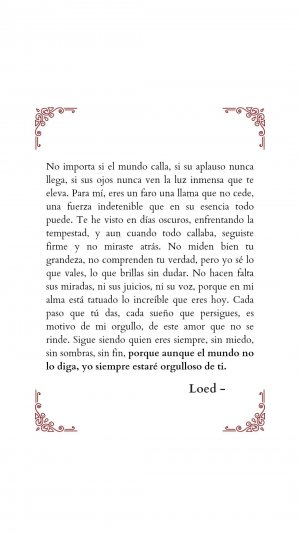 No importa si el mundo calla, si su aplauso nunca
llega, si sus ojos nunca ven la luz inmensa que te
eleva. Para mí, eres un faro una llama que no cede,
una fuerza indetenible que en su esencia todo
puede. Te he visto en días oscuros, enfrentando la
tempestad, y aun cuando todo callaba, seguiste
firme y no miraste atrás. No miden bien tu
grandeza, no comprenden tu verdad, pero yo sé lo
que vales, lo que brillas sin dudar. No hacen falta
sus miradas, ni sus juicios, ni su voz, porque en mi
alma está tatuado lo increíble que eres hoy. Cada
paso que tú das, cada sueño que persigues, es
motivo de mi orgullo, de este amor que no se
rinde. Sigue siendo quien eres siempre, sin miedo,
sin sombras, sin fin, porque aunque el mundo no
lo diga, yo siempre estaré orgulloso de ti.
Loed -